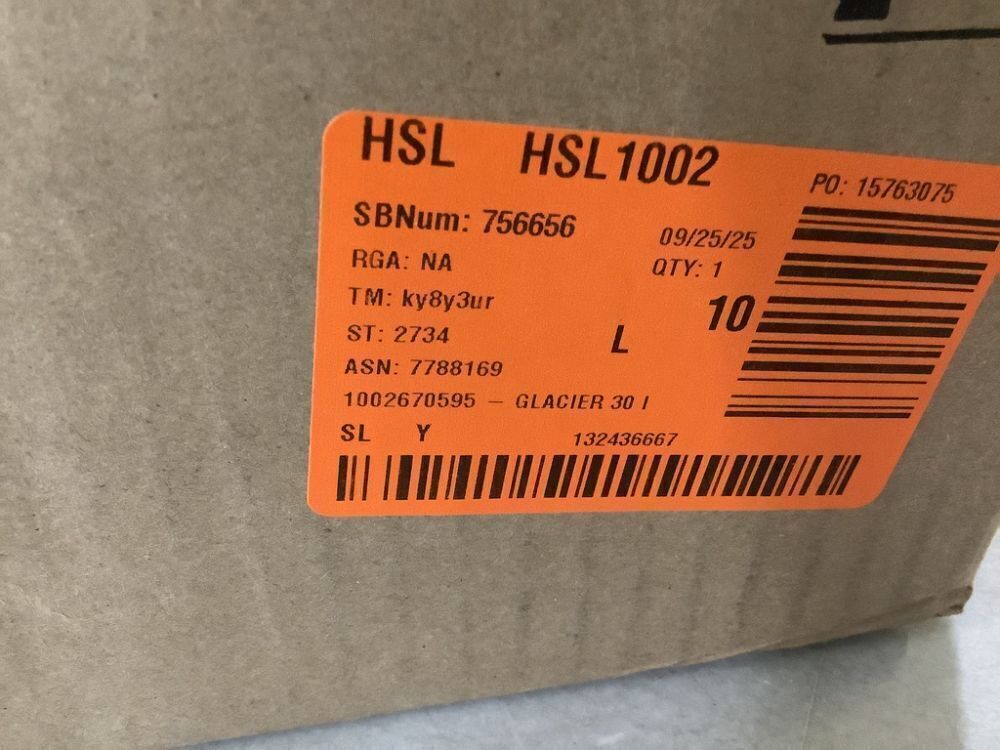 HSL HSL1002
PO: 15763075
SBNum: 756656 09/25/25
RGA: NA QTY: 1
TM: ky8y3ur 10
ST: 2734 L
ASN: 7788169
1002670595 – GLACIER 30 I
SL Y 132436667